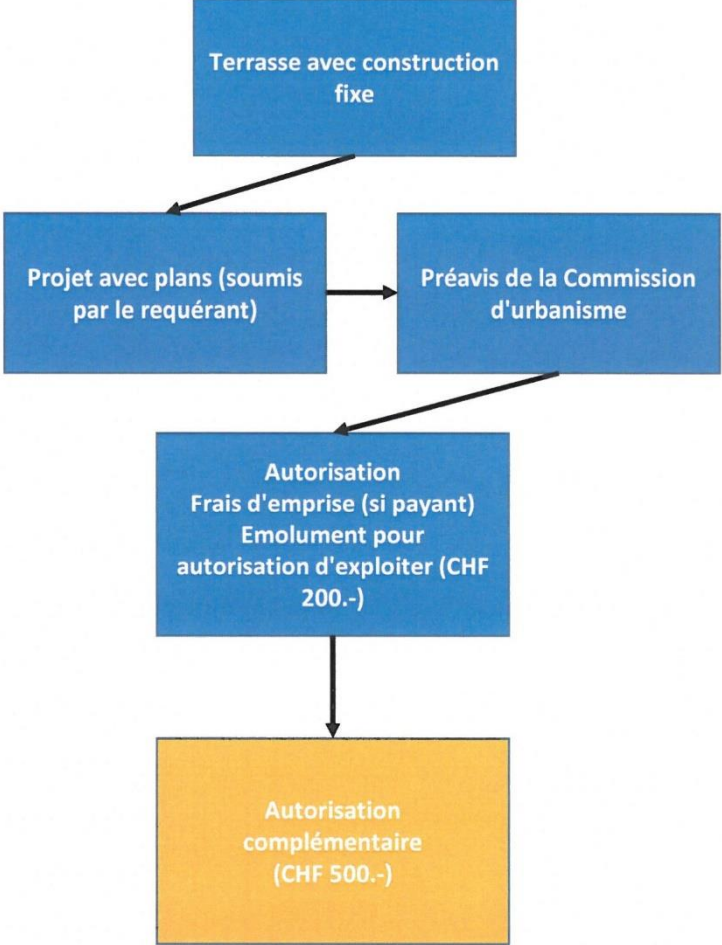 Terrasse avec construction
fixe
Projet avec plans (soumis
par le requérant)
Préavis de la Commission
d'urbanisme
Autorisation
Frais d'emprise (si payant)
Emolument pour
autorisation d'exploiter (CHF
200.-)
Autorisation
complémentaire
(CHF 500.-)